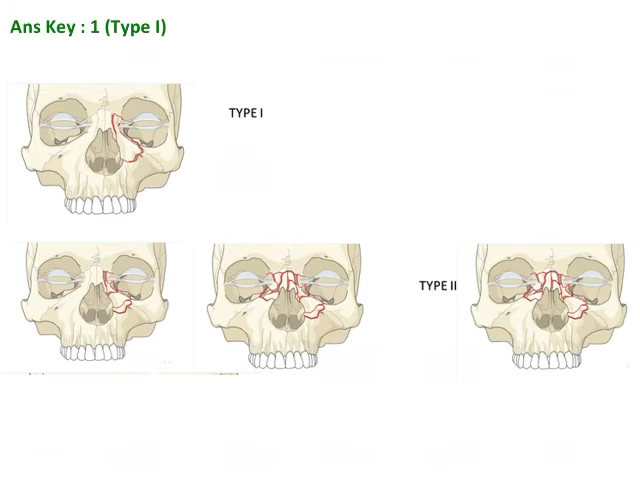 Ans Key : 1 (Type I)
TYPE I
TYPE II